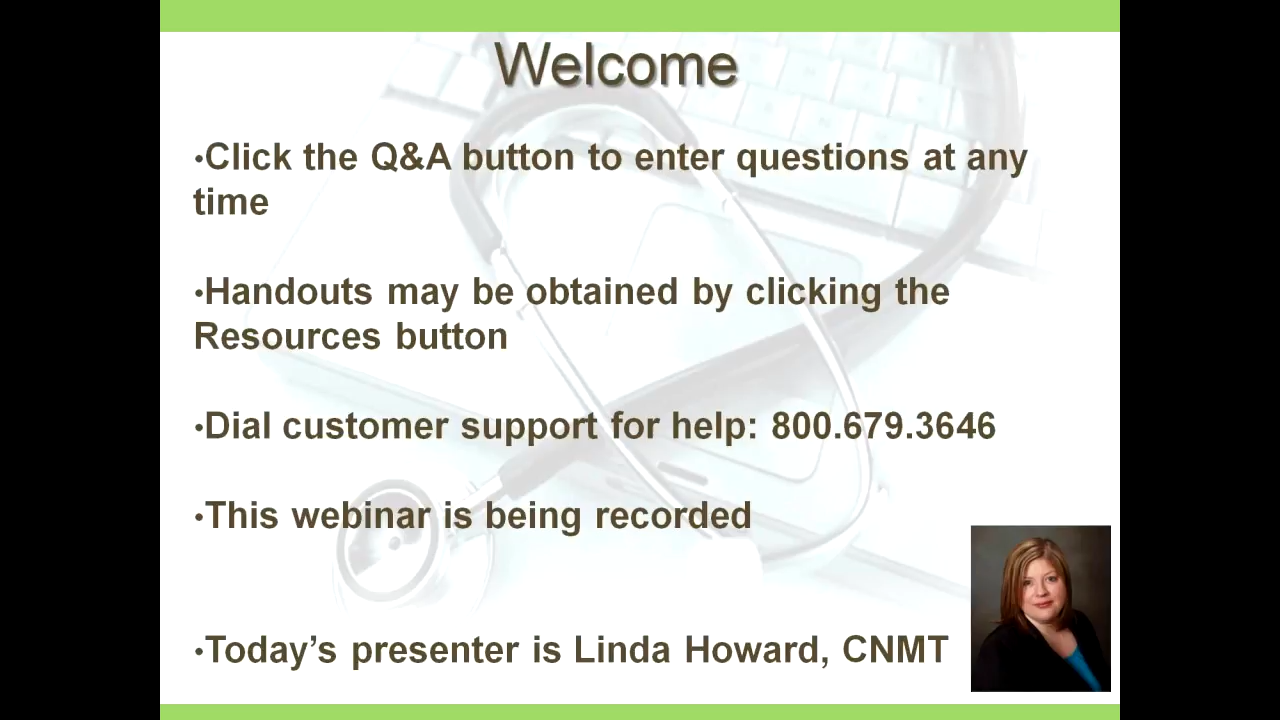 Welcome
•Click the Q&A button to enter questions at any
time
•Handouts may be obtained by clicking the
Resources button
•Dial customer support for help: 800.679.3646
•This webinar is being recorded
•Today’s presenter is Linda Howard, CNMT